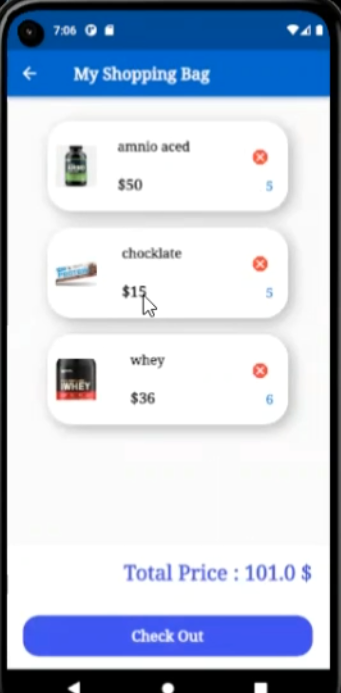 7:06
My Shopping Bag
amnio aced
$50
5
chocklate
$15
5
WHEY
whey
$36
6
Total Price : 101.0 $
Check Out